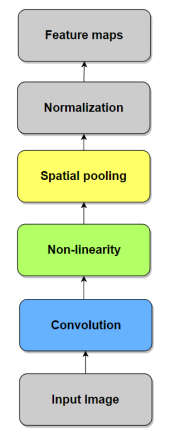 Feature maps
Normalization
Spatial pooling
Non-linearity
Convolution
Input Image